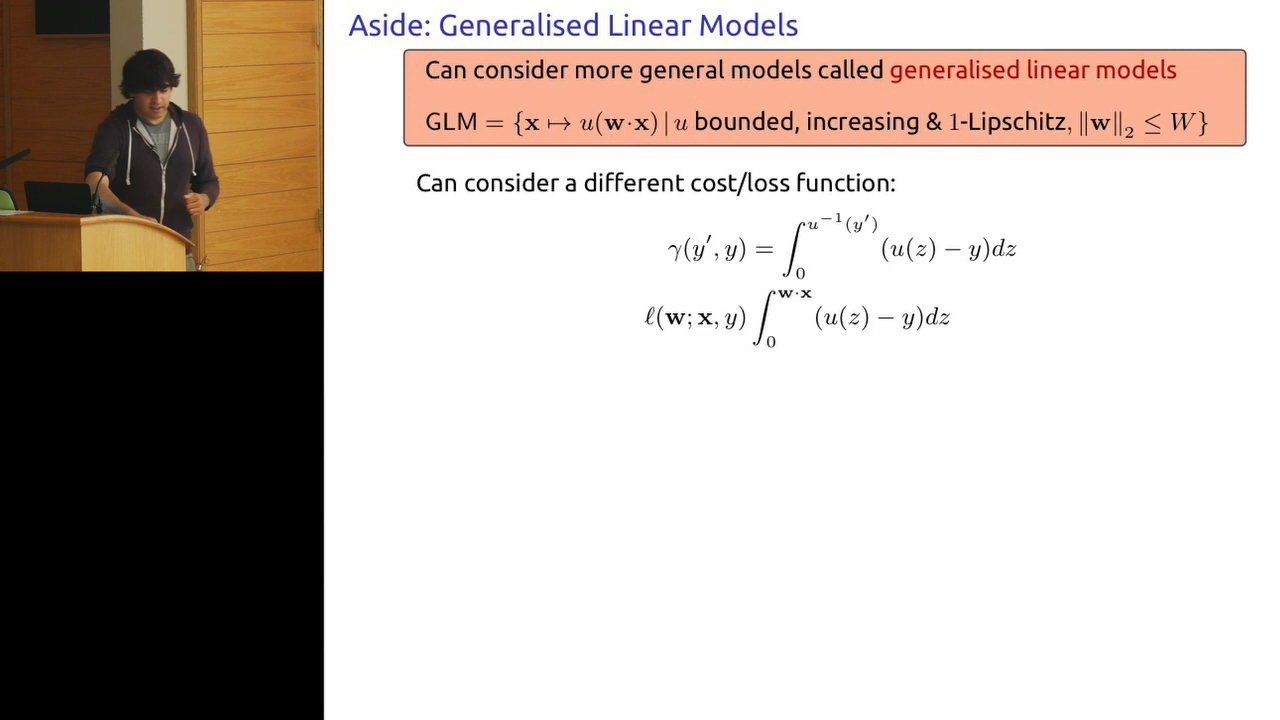 Aside: Generalised Linear Models
Can consider more general models called generalised linear models
GLM = {𝐱 ↦ u(𝐰·𝐱) | u bounded, increasing & 1-Lipschitz, ‖𝐰‖₂ ≤ W}
Can consider a different cost/loss function:
γ(y′, y) = ∫₀^{u⁻¹(y′)} (u(z) − y)dz
ℓ(𝐰; 𝐱, y) ∫₀^{𝐰·𝐱} (u(z) − y)dz